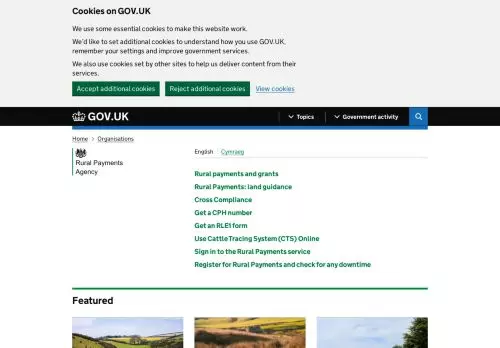 Cookies on GOV.UK
We use some essential cookies to make this website work.
We'd like to set additional cookies to understand how you use GOV.UK,
remember your settings and improve government services.
We also use cookies set by other sites to help us deliver content from their
services.
Accept additional cookies
Reject additional cookies
View cookies
GOV.UK
Topics
Government activity
Home
Organisations
Rural Payments
Agency
English
Cymraeg
Rural payments and grants
Rural Payments: land guidance
Cross Compliance
Get a CPH number
Get an RLE1 form
Use Cattle Tracing System (CTS) Online
Sign in to the Rural Payments service
Register for Rural Payments and check for any downtime
Featured